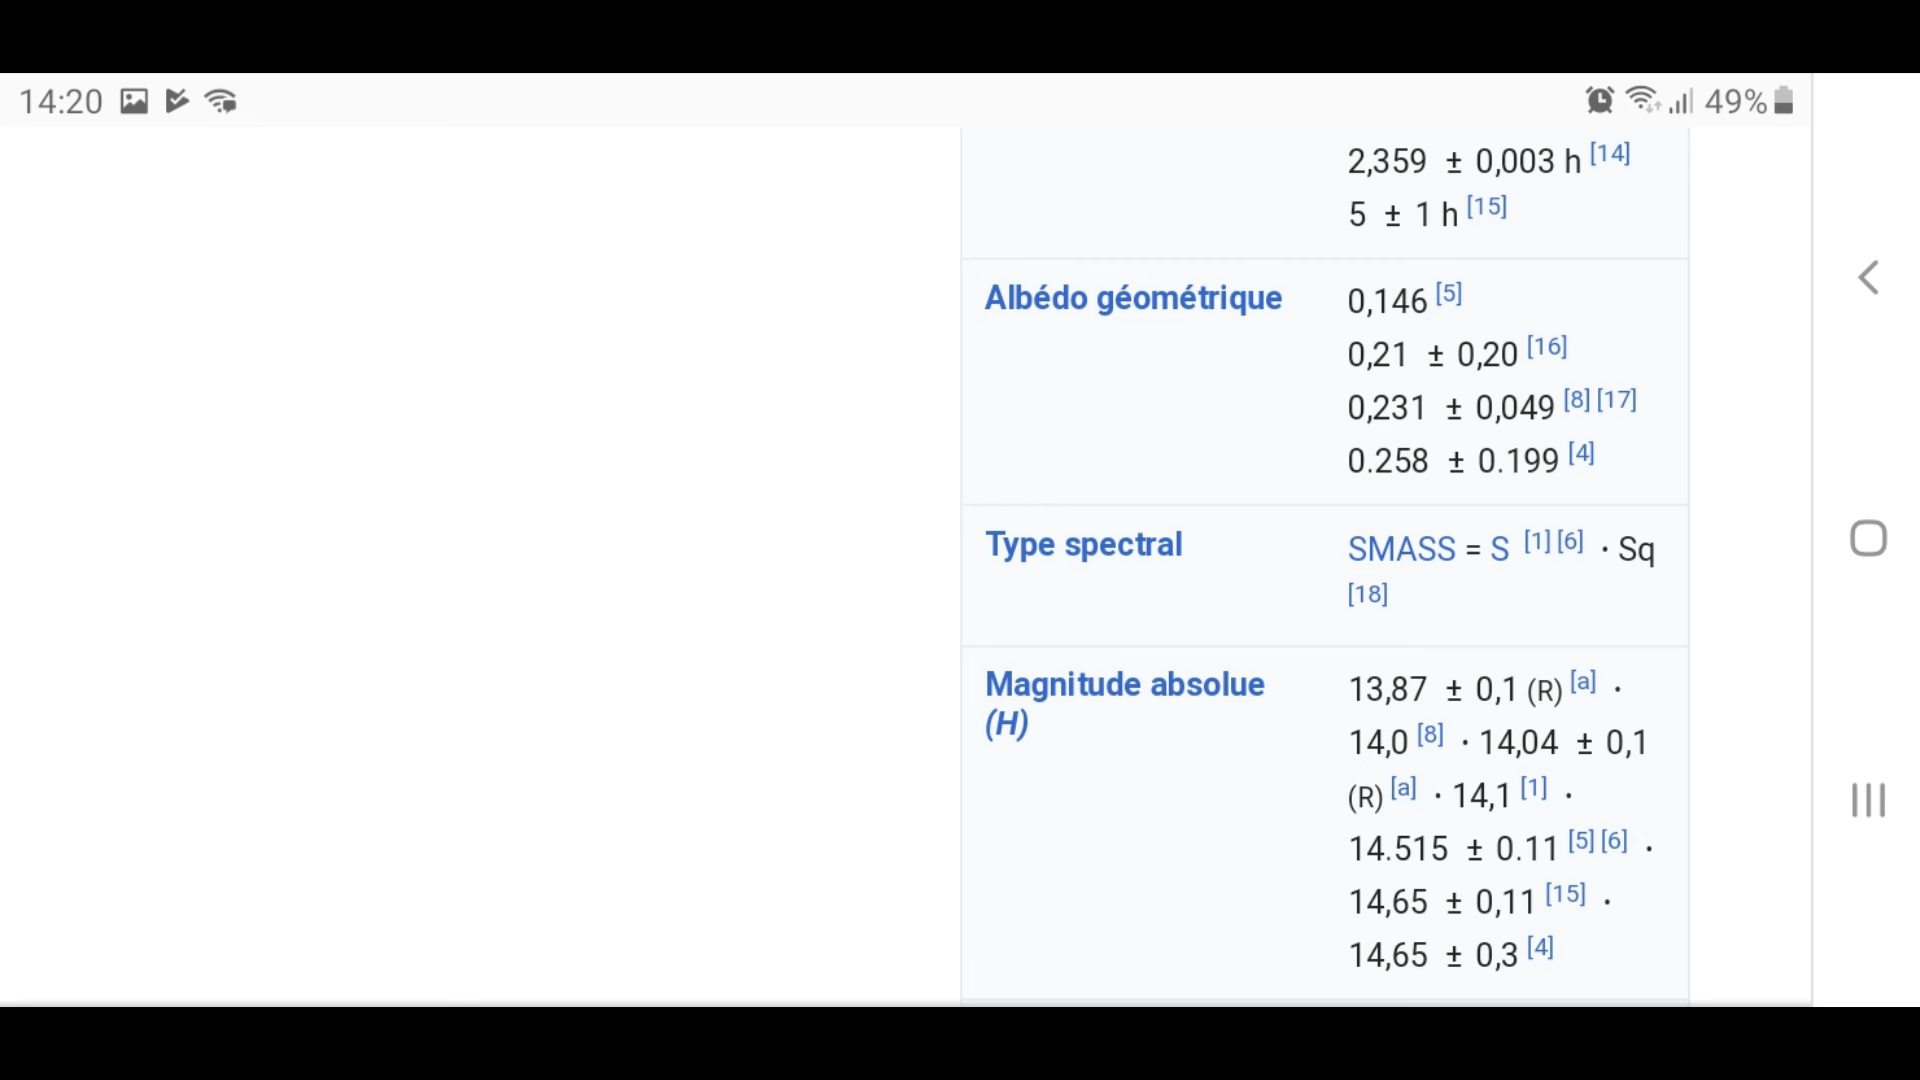 14:20 49%
2,359 ± 0,003 h [14]
5 ± 1 h [15]
Albédo géométrique 0,146 [5]
0,21 ± 0,20 [16]
0,231 ± 0,049 [8] [17]
0.258 ± 0.199 [4]
Type spectral SMASS = S [1] [6] · Sq
[18]
Magnitude absolue 13,87 ± 0,1 (R) [a] ·
(H) 14,0 [8] · 14,04 ± 0,1
(R) [a] · 14,1 [1] ·
14.515 ± 0.11 [5] [6] ·
14,65 ± 0,11 [15] ·
14,65 ± 0,3 [4]